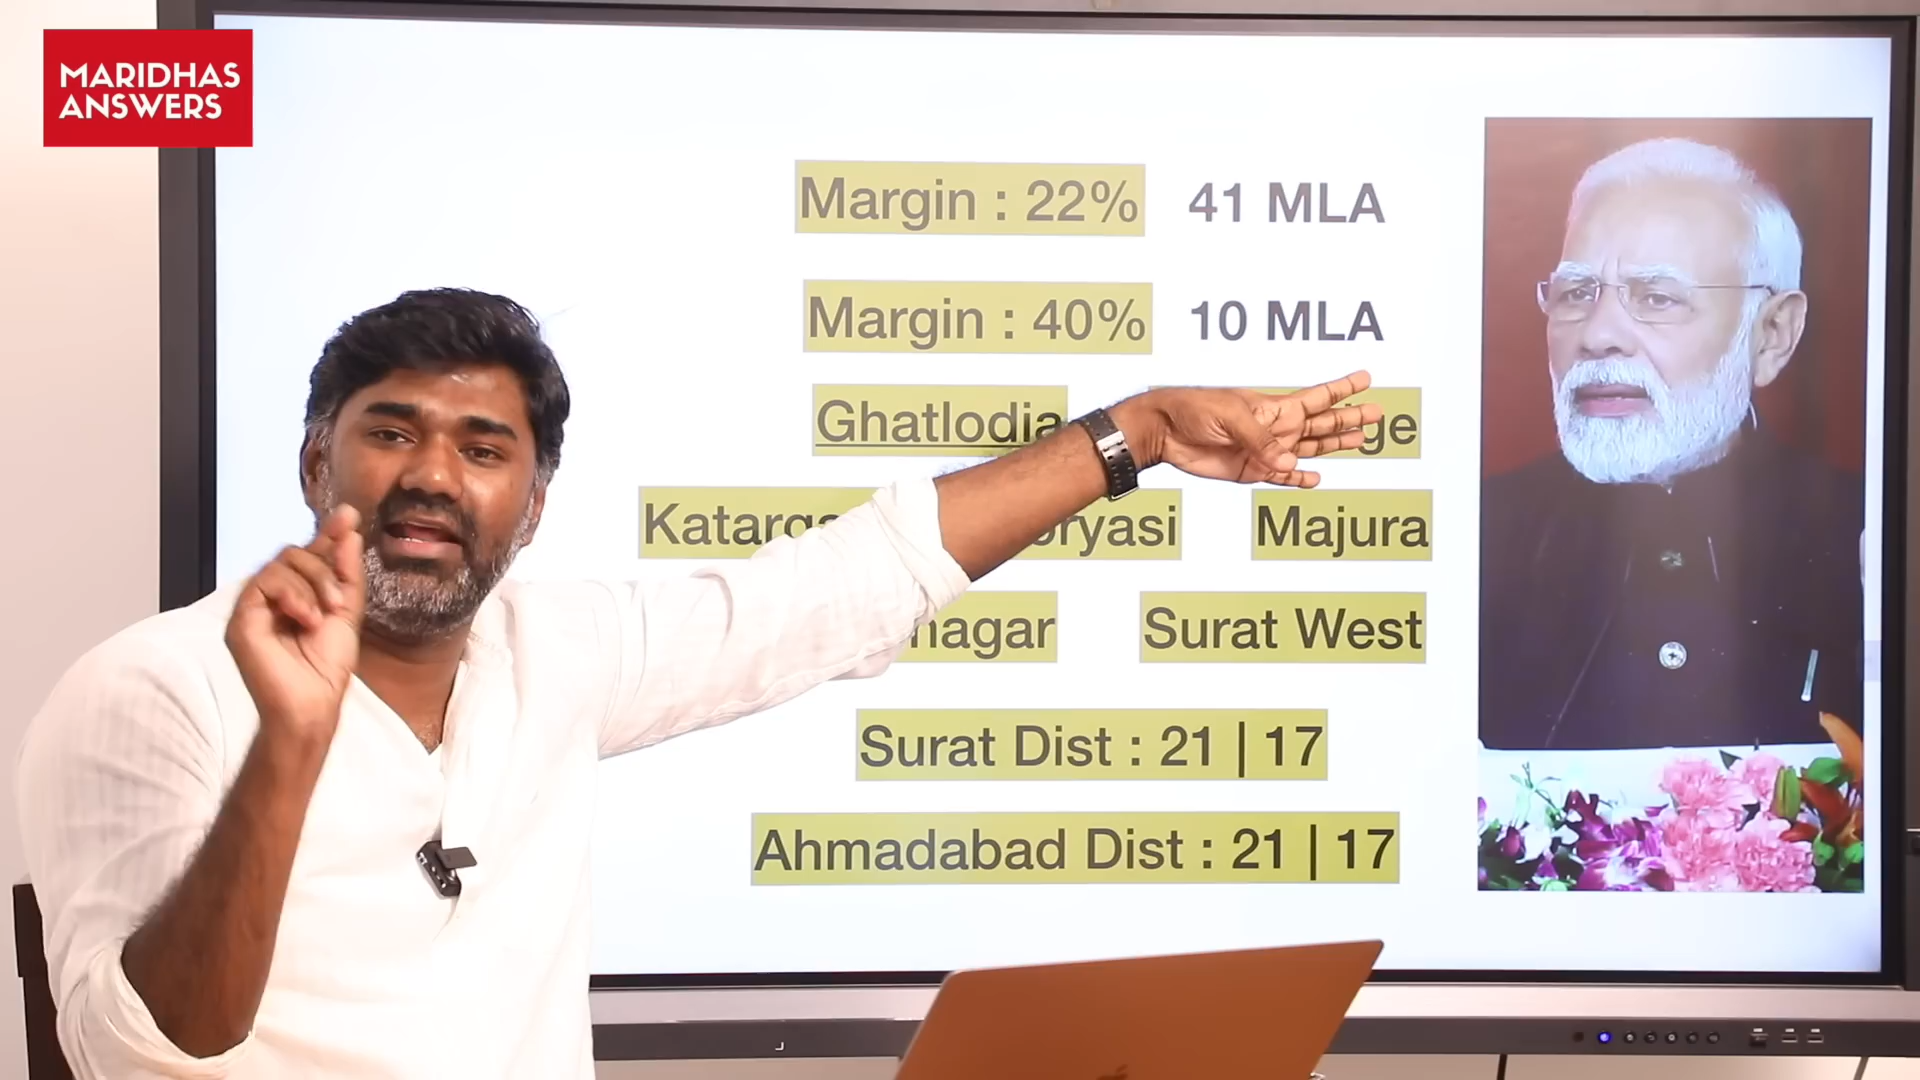 MARIDHAS
ANSWERS
Margin : 22% 41 MLA
Margin : 40% 10 MLA
Ghatlodia
Majura
Surat West
Surat Dist : 21 | 17
Ahmadabad Dist : 21 | 17